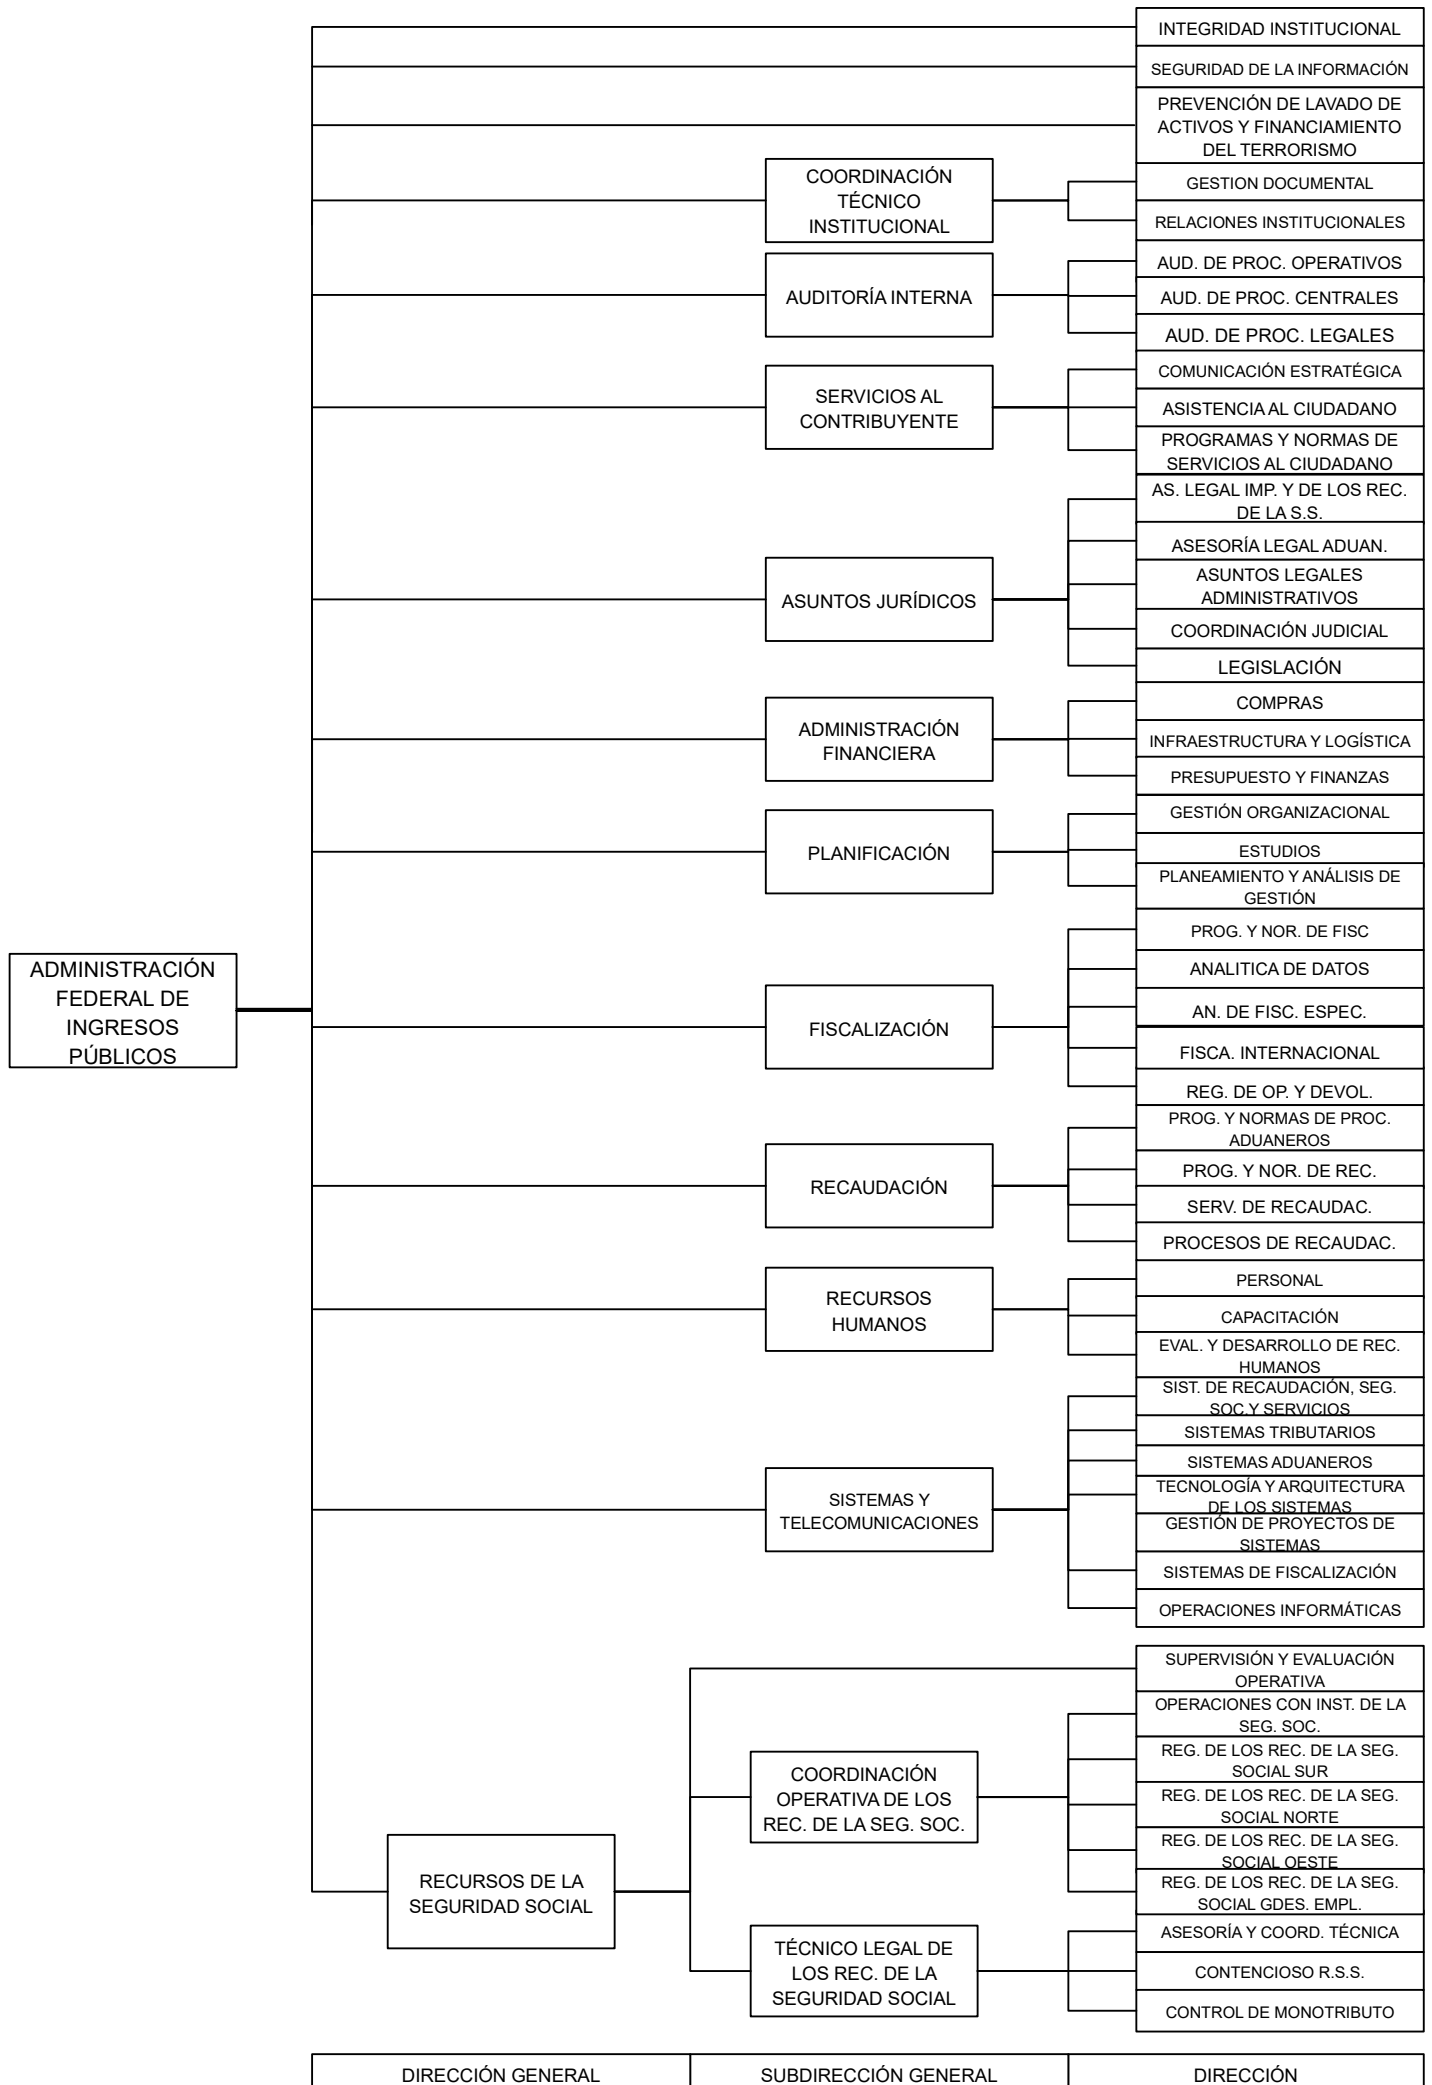 INTEGRIDAD INSTITUCIONAL
SEGURIDAD DE LA INFORMACIÓN
PREVENCIÓN DE LAVADO DE
ACTIVOS Y FINANCIAMIENTO
DEL TERRORISMO
COORDINACIÓN
TÉCNICO
INSTITUCIONAL
GESTION DOCUMENTAL
RELACIONES INSTITUCIONALES
AUDITORÍA INTERNA
AUD. DE PROC. OPERATIVOS
AUD. DE PROC. CENTRALES
AUD. DE PROC. LEGALES
SERVICIOS AL
CONTRIBUYENTE
COMUNICACIÓN ESTRATÉGICA
ASISTENCIA AL CIUDADANO
PROGRAMAS Y NORMAS DE
SERVICIOS AL CIUDADANO
ASUNTOS JURÍDICOS
AS. LEGAL IMP. Y DE LOS REC.
DE LA S.S.
ASESORÍA LEGAL ADUAN.
ASUNTOS LEGALES
ADMINISTRATIVOS
COORDINACIÓN JUDICIAL
LEGISLACIÓN
ADMINISTRACIÓN
FINANCIERA
COMPRAS
INFRAESTRUCTURA Y LOGÍSTICA
PRESUPUESTO Y FINANZAS
PLANIFICACIÓN
GESTIÓN ORGANIZACIONAL
ESTUDIOS
PLANEAMIENTO Y ANÁLISIS DE
GESTIÓN
ADMINISTRACIÓN
FEDERAL DE
INGRESOS
PÚBLICOS
FISCALIZACIÓN
PROG. Y NOR. DE FISC
ANALITICA DE DATOS
AN. DE FISC. ESPEC.
FISCA. INTERNACIONAL
REG. DE OP. Y DEVOL.
RECAUDACIÓN
PROG. Y NORMAS DE PROC.
ADUANEROS
PROG. Y NOR. DE REC.
SERV. DE RECAUDAC.
PROCESOS DE RECAUDAC.
RECURSOS
HUMANOS
PERSONAL
CAPACITACIÓN
EVAL. Y DESARROLLO DE REC.
HUMANOS
SISTEMAS Y
TELECOMUNICACIONES
SIST. DE RECAUDACIÓN, SEG.
SOC.Y SERVICIOS
SISTEMAS TRIBUTARIOS
SISTEMAS ADUANEROS
TECNOLOGÍA Y ARQUITECTURA
DE LOS SISTEMAS
GESTIÓN DE PROYECTOS DE
SISTEMAS
SISTEMAS DE FISCALIZACIÓN
OPERACIONES INFORMÁTICAS
RECURSOS DE LA
SEGURIDAD SOCIAL
SUPERVISIÓN Y EVALUACIÓN
OPERATIVA
COORDINACIÓN
OPERATIVA DE LOS
REC. DE LA SEG. SOC.
OPERACIONES CON INST. DE LA
SEG. SOC.
REG. DE LOS REC. DE LA SEG.
SOCIAL SUR
REG. DE LOS REC. DE LA SEG.
SOCIAL NORTE
REG. DE LOS REC. DE LA SEG.
SOCIAL OESTE
REG. DE LOS REC. DE LA SEG.
SOCIAL GDES. EMPL.
TÉCNICO LEGAL DE
LOS REC. DE LA
SEGURIDAD SOCIAL
ASESORÍA Y COORD. TÉCNICA
CONTENCIOSO R.S.S.
CONTROL DE MONOTRIBUTO
DIRECCIÓN GENERAL
SUBDIRECCIÓN GENERAL
DIRECCIÓN